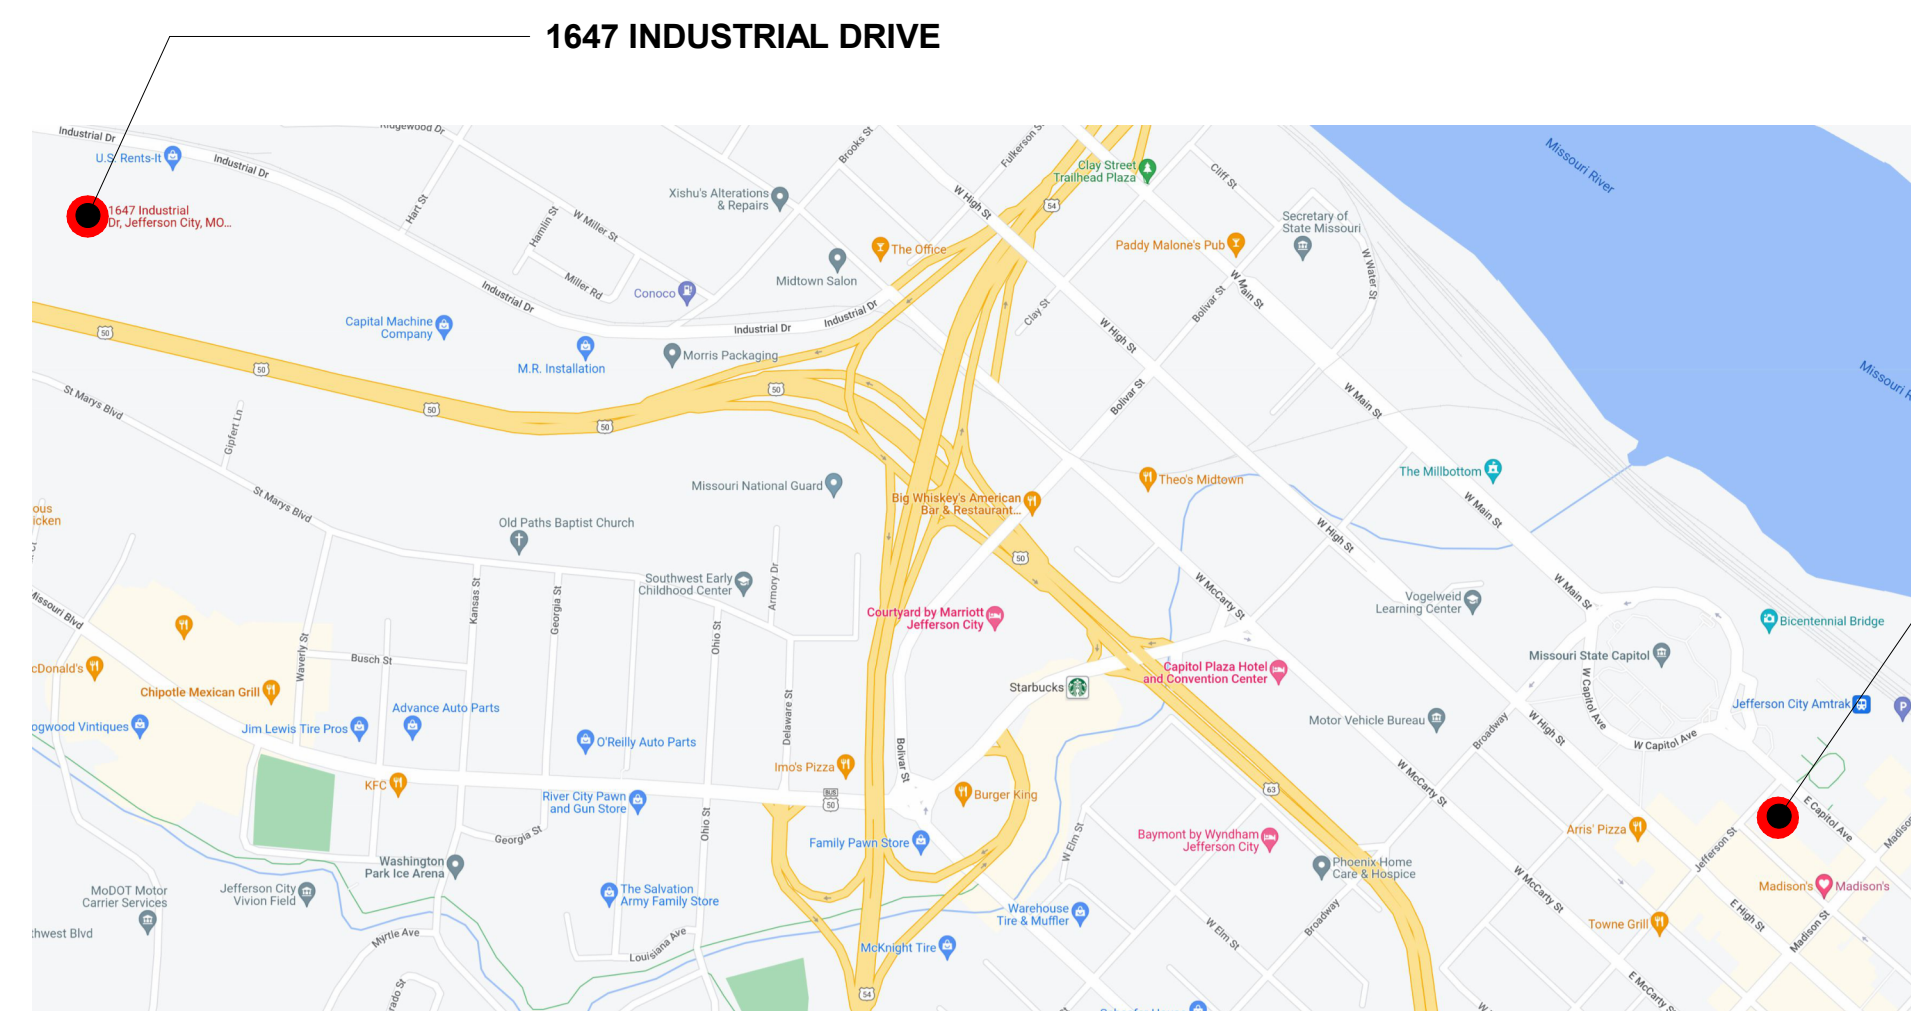 1647 INDUSTRIAL DRIVE
Industrial Dr
U.S. Rents-It
Industrial Dr
Ridgewood Dr
Brooks St
Fulkerson St
Clay Street
Trailhead Plaza
Cliff St
Missouri River
1647 Industrial
Dr, Jefferson City, MO...
Hart St
Hamlin St
W Miller St
Xishu's Alterations
& Repairs
W High St
54
Secretary of
State Missouri
Paddy Malone's Pub
The Office
Midtown Salon
W Water St
Miller Rd
Conoco
Industrial Dr
Industrial Dr
Industrial Dr
Clay St
Bolivar St
W Main St
W High St
50
Capital Machine
Company
M.R. Installation
Morris Packaging
50
50
50
50
St Marys Blvd
Gipfert Ln
Bolivar St
W Main St
Missouri R
The Millbottom
Theo's Midtown
W Main St
Missouri National Guard
Big Whiskey's American
Bar & Restaurant...
St Marys Blvd
Old Paths Baptist Church
ous
icken
50
W High St
Southwest Early
Childhood Center
Armory Dr
Kansas St
Georgia St
Ohio St
Courtyard by Marriott
Jefferson City
W McCarty St
Vogelweid
Learning Center
W Main St
Bicentennial Bridge
Missouri Blvd
Waverly St
Busch St
cDonald's
Chipotle Mexican Grill
Starbucks
Capitol Plaza Hotel
and Convention Center
Missouri State Capitol
W Capitol Ave
Jefferson City Amtrak
P
ogwood Vintiques
Jim Lewis Tire Pros
Advance Auto Parts
O'Reilly Auto Parts
Delaware St
Bolivar St
Motor Vehicle Bureau
Broadway
W High St
W Capitol Ave
Imo's Pizza
KFC
River City Pawn
and Gun Store
BUS
50
Burger King
63
W McCarty St
E Capitol Ave
Georgia St
Ohio St
Family Pawn Store
W Elm St
Baymont by Wyndham
Jefferson City
Arris' Pizza
Jefferson St
Madison
Washington
Park Ice Arena
Phoenix Home
Care & Hospice
MoDOT Motor
Carrier Services
Jefferson City
Vivion Field
The Salvation
Army Family Store
Warehouse
Tire & Muffler
W McCarty St
Madison's
Madison's
Towne Grill
E High St
Madison St
thwest Blvd
Myrtle Ave
Louisiana Ave
McKnight Tire
W Elm St
Broadway
rado St
54
E McCarty St